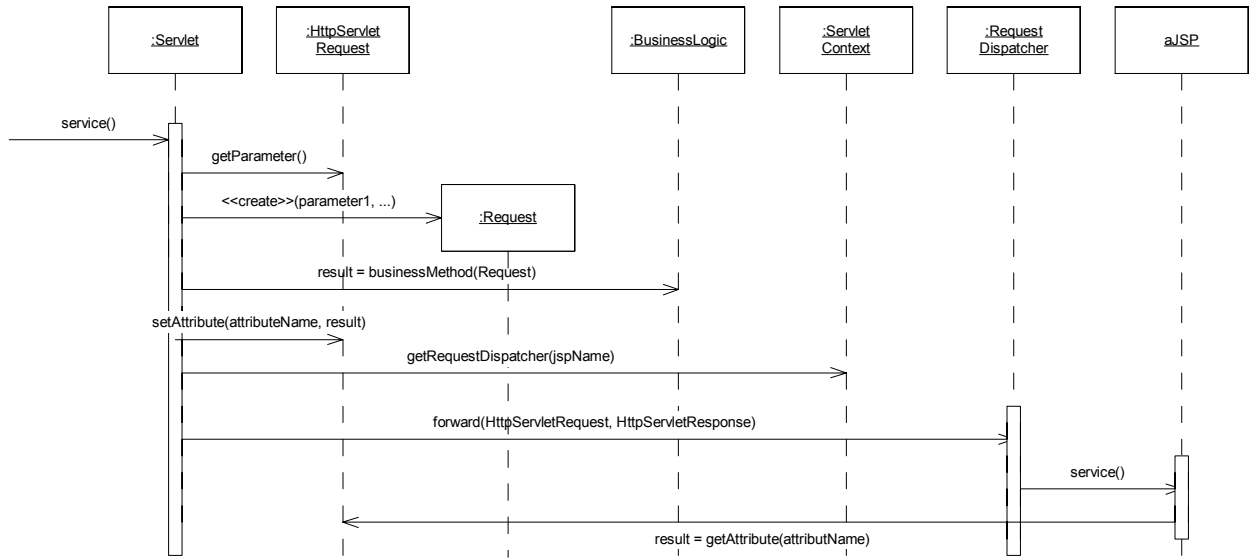 :Servlet
:HttpServlet
Request
:BusinessLogic
:Servlet
Context
:Request
Dispatcher
aJSP
service()
getParameter()
<<create>>(parameter1, ...)
:Request
result = businessMethod(Request)
setAttribute(attributeName, result)
getRequestDispatcher(jspName)
forward(HttpServletRequest, HttpServletResponse)
service()
result = getAttribute(attributName)